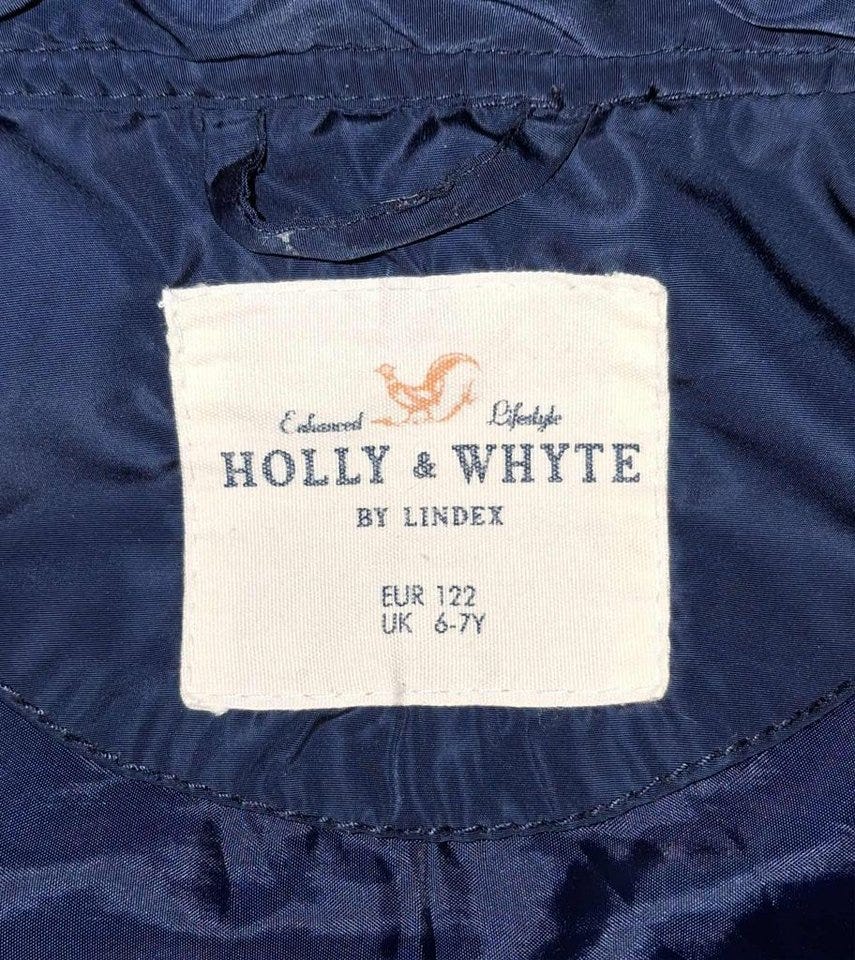 Enhanced Lifestyle
HOLLY & WHYTE
BY LINDEX
EUR 122
UK 6-7Y